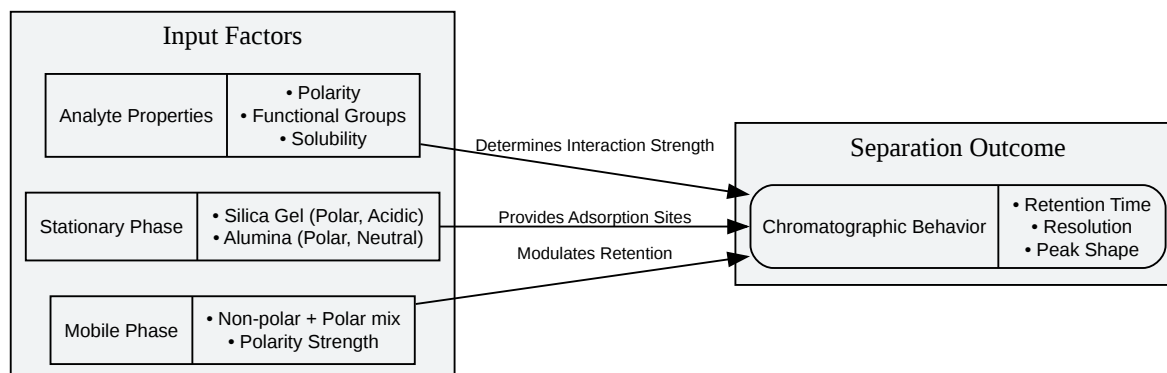 Input Factors
Analyte Properties
• Polarity
• Functional Groups
• Solubility
Stationary Phase
• Silica Gel (Polar, Acidic)
• Alumina (Polar, Neutral)
Mobile Phase
• Non-polar + Polar mix
• Polarity Strength
Determines Interaction Strength
Provides Adsorption Sites
Modulates Retention
Separation Outcome
Chromatographic Behavior
• Retention Time
• Resolution
• Peak Shape